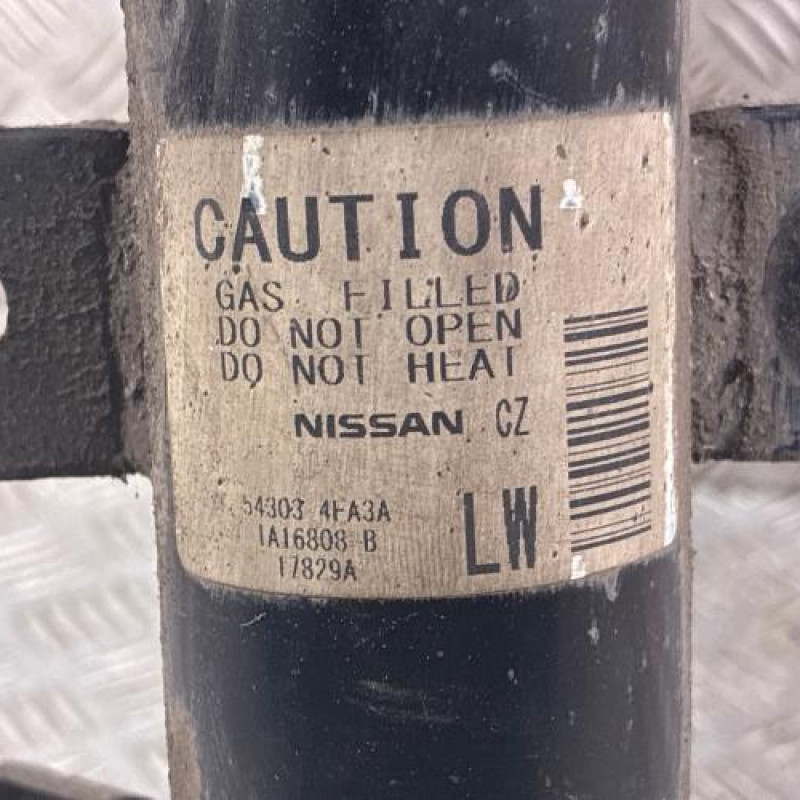 CAUTION
GAS FILLED
DO NOT OPEN
DO NOT HEAT
NISSAN CZ
54303 4FA3A
1A16808 B
17829A
LW